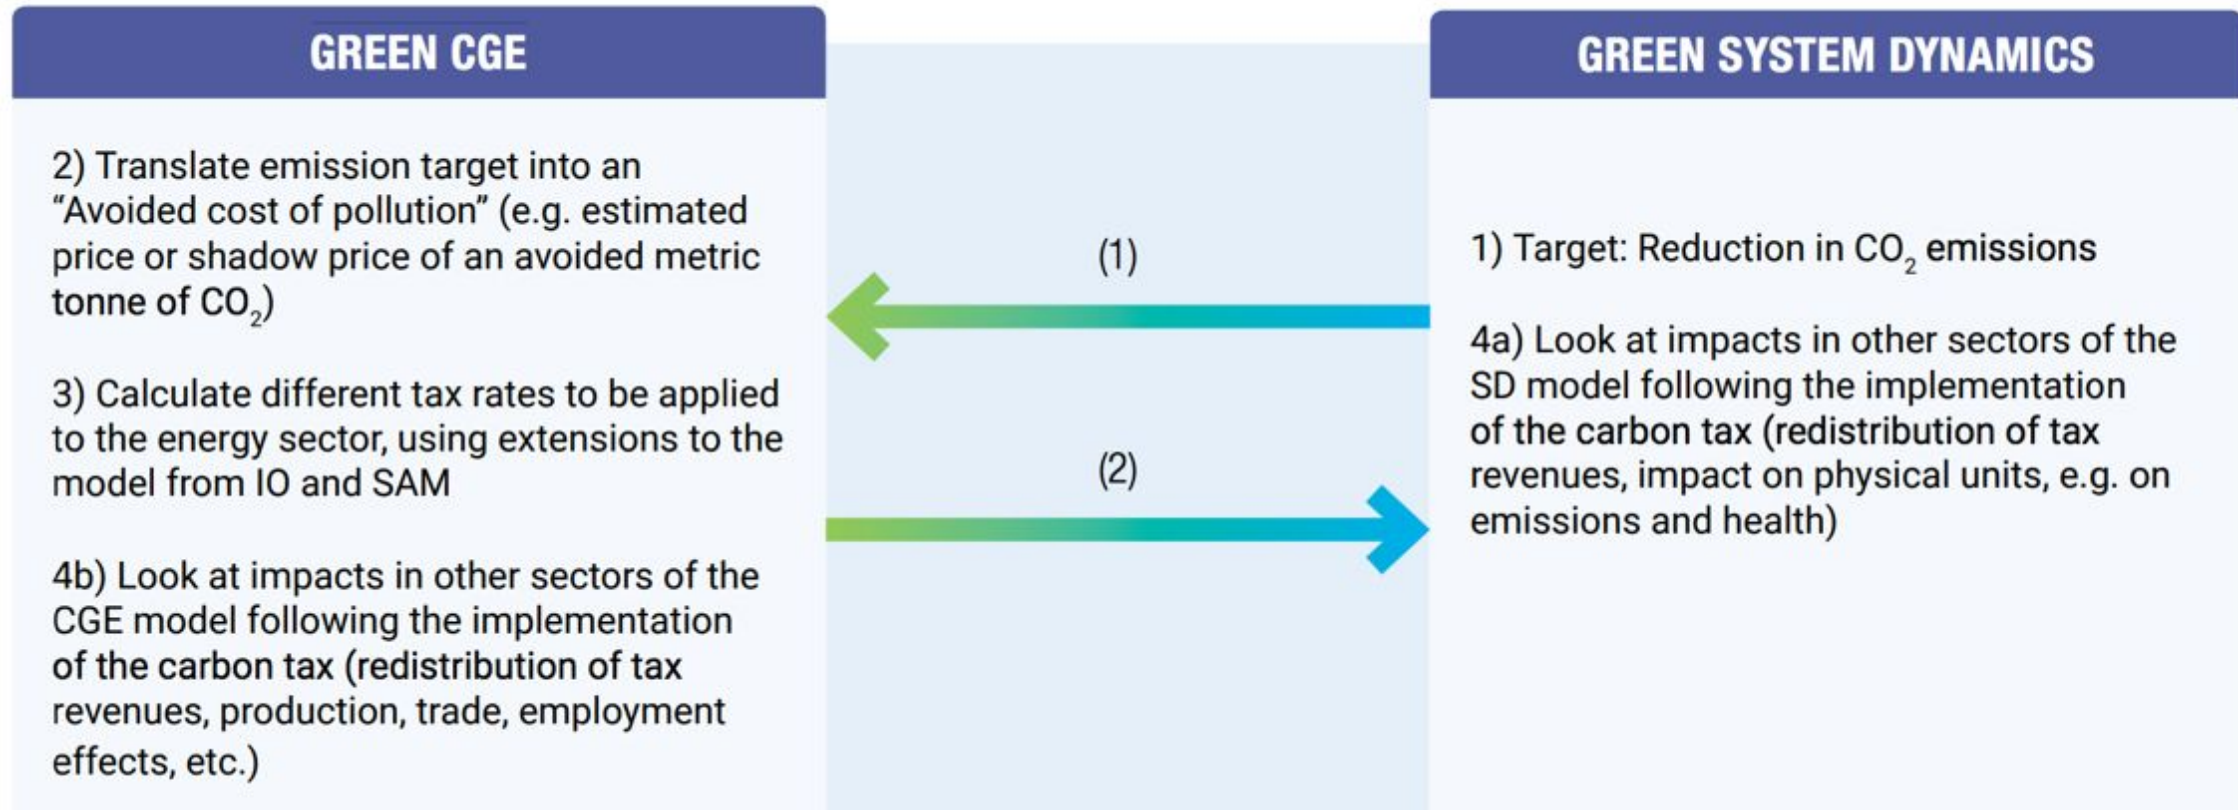 GREEN CGE
2) Translate emission target into an
“Avoided cost of pollution” (e.g. estimated
price or shadow price of an avoided metric
tonne of CO₂)
3) Calculate different tax rates to be applied
to the energy sector, using extensions to the
model from IO and SAM
4b) Look at impacts in other sectors of the
CGE model following the implementation
of the carbon tax (redistribution of tax
revenues, production, trade, employment
effects, etc.)
(1)
(2)
GREEN SYSTEM DYNAMICS
1) Target: Reduction in CO₂ emissions
4a) Look at impacts in other sectors of the
SD model following the implementation
of the carbon tax (redistribution of tax
revenues, impact on physical units, e.g. on
emissions and health)